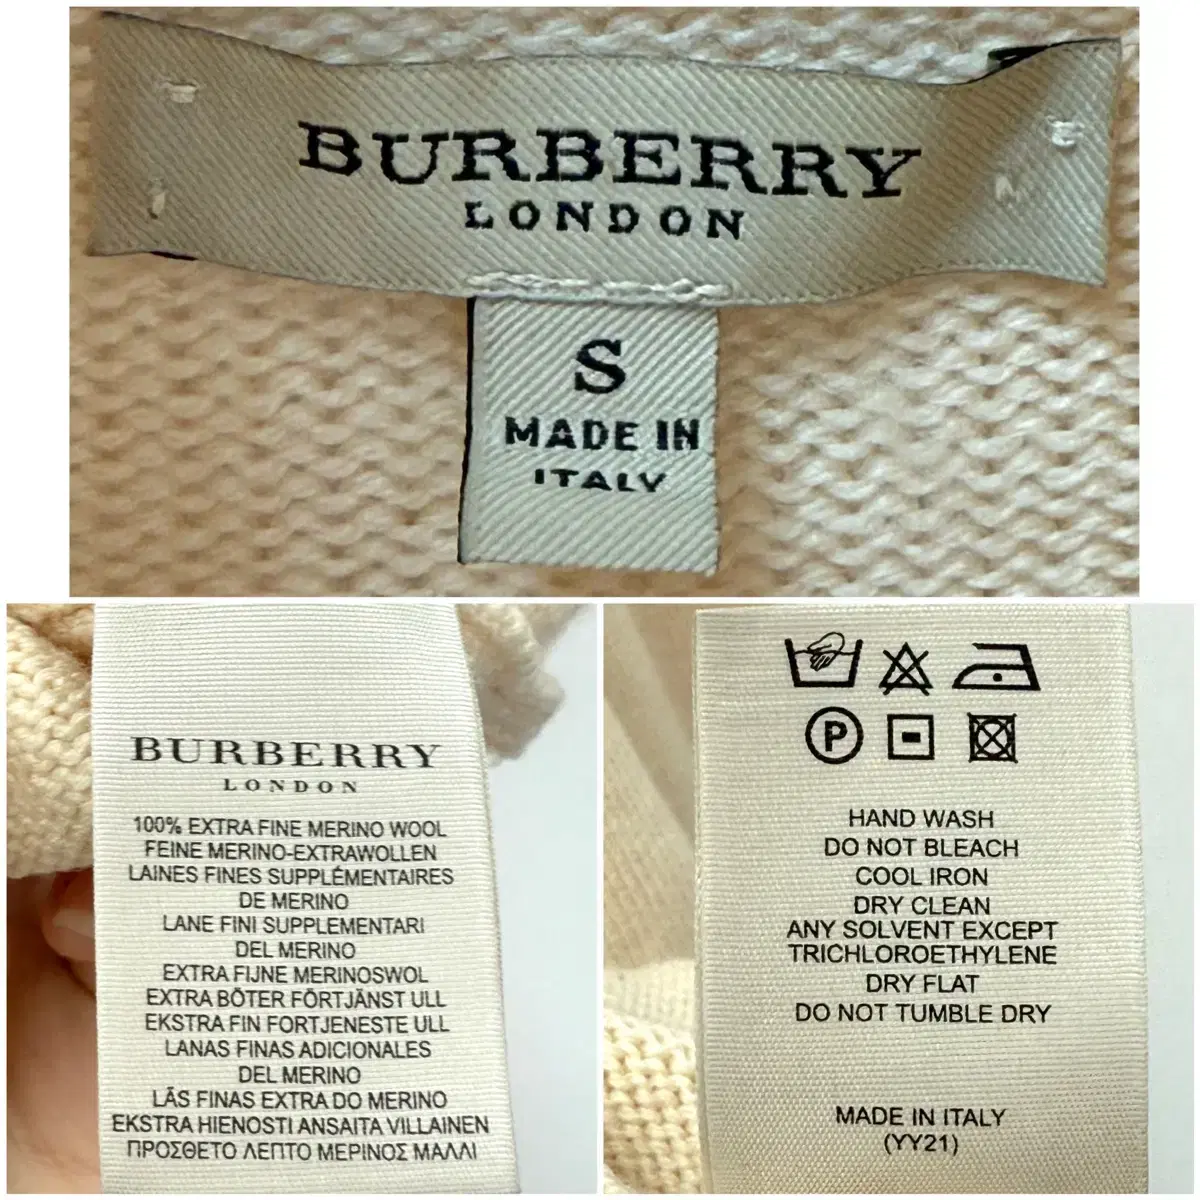 BURBERRY
LONDON
S
MADE IN
ITALY
BURBERRY
LONDON
100% EXTRA FINE MERINO WOOL
FEINE MERINO-EXTRAWOLLEN
LAINES FINES SUPPLÉMENTAIRES
DE MERINO
LANE FINI SUPPLEMENTARI
DEL MERINO
EXTRA FIJNE MERINOSWOL
EXTRA BÖTER FÖRTJÄNST ULL
EKSTRA FIN FORTJENESTE ULL
LANAS FINAS ADICIONALES
DEL MERINO
LÃS FINAS EXTRA DO MERINO
EKSTRA HIENOSTI ANSAITA VILLAINEN
ΠΡΟΣΘΕΤΟ ΛΕΠΤΟ ΜΕΡΙΝΟΣ ΜΑΛΛΙ
P
HAND WASH
DO NOT BLEACH
COOL IRON
DRY CLEAN
ANY SOLVENT EXCEPT
TRICHLOROETHYLENE
DRY FLAT
DO NOT TUMBLE DRY
MADE IN ITALY
(YY21)